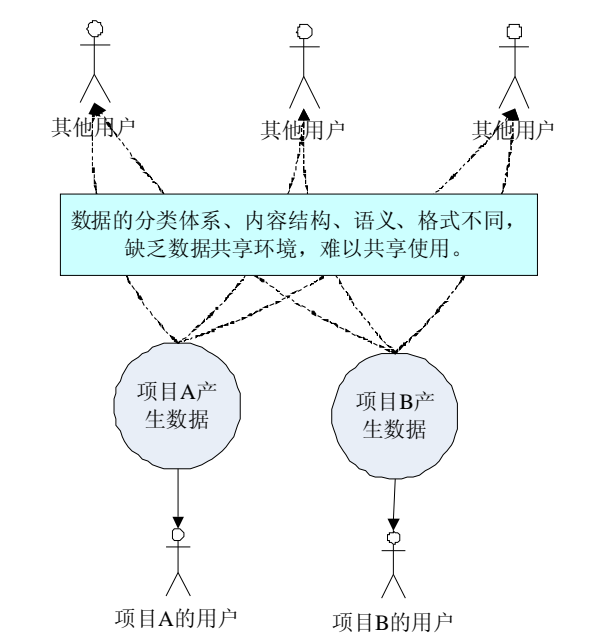 其他用户
其他用户
其他用户
数据的分类体系、内容结构、语义、格式不同，
缺乏数据共享环境，难以共享使用。
项目A产
生数据
项目B产
生数据
项目A的用户
项目B的用户